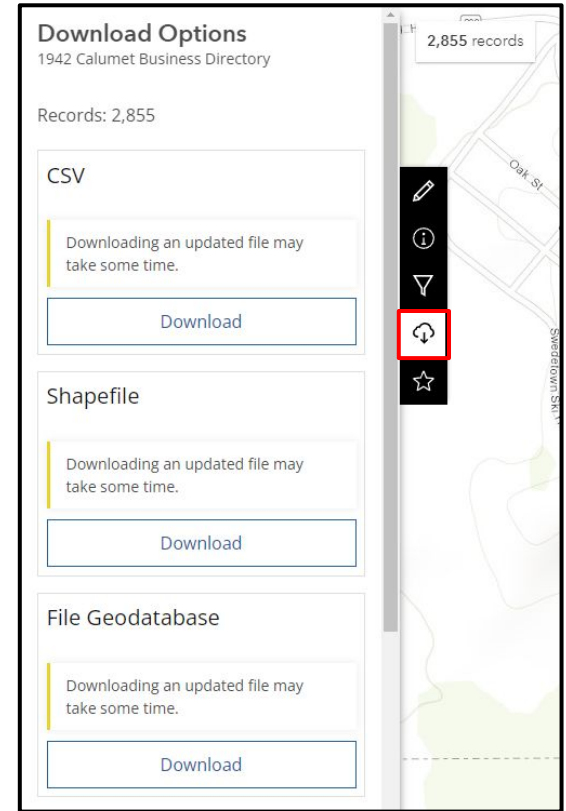 Download Options
1942 Calumet Business Directory
Records: 2,855
CSV
Downloading an updated file may
take some time.
Download
Shapefile
Downloading an updated file may
take some time.
Download
File Geodatabase
Downloading an updated file may
take some time.
Download
2,855 records
Oak St
Swedetown Ski